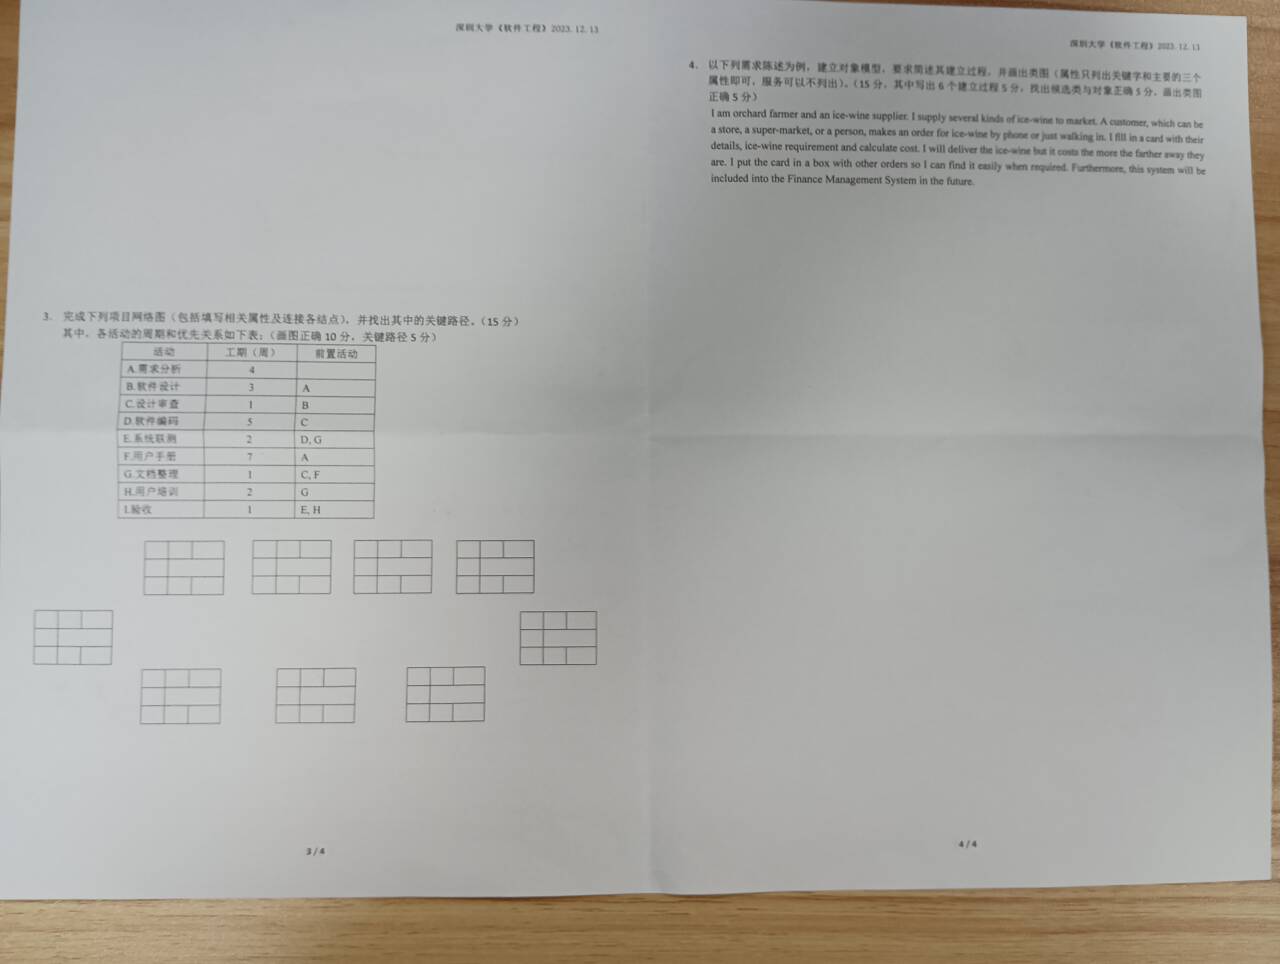 深圳大学《软件工程》2023.12.13
3. 完成下列项目网络图（包括填写相关属性及连接各结点），并找出其中的关键路径。（15 分）
其中，各活动的周期和优先关系如下表：（画图正确 10 分，关键路径 5 分）
活动 工期（周） 前置活动
A.需求分析 4
B.软件设计 3 A
C.设计审查 1 B
D.软件编码 5 C
E.系统联测 2 D, G
F.用户手册 7 A
G.文档整理 1 C, F
H.用户培训 2 G
I.验收 1 E, H
3 / 4
深圳大学《软件工程》2023.12.13
4. 以下列需求陈述为例，建立对象模型，要求简述其建立过程，并画出类图（属性只列出关键字和主要的三个
属性即可，服务可以不列出）。（15 分，其中写出 6 个建立过程 5 分，找出候选类与对象正确 5 分，画出类图
正确 5 分）
I am orchard farmer and an ice-wine supplier. I supply several kinds of ice-wine to market. A customer, which can be
a store, a super-market, or a person, makes an order for ice-wine by phone or just walking in. I fill in a card with their
details, ice-wine requirement and calculate cost. I will deliver the ice-wine but it costs the more the farther away they
are. I put the card in a box with other orders so I can find it easily when required. Furthermore, this system will be
included into the Finance Management System in the future.
4 / 4